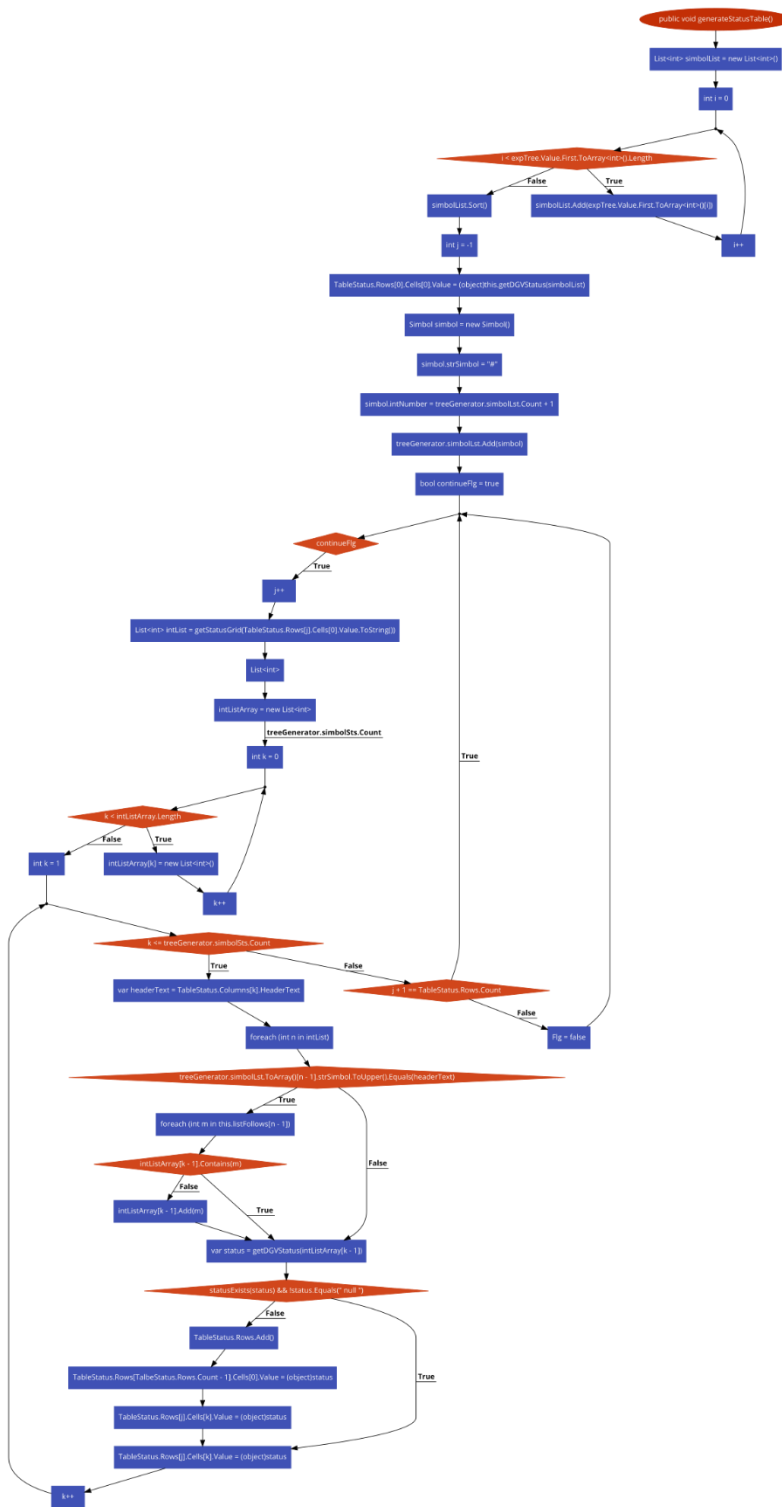 public void generateStatusTable()
List<int> simbolList = new List<int>()
int i = 0
i < expTree.Value.First.ToArray<int>().Length
False
True
simbolList.Sort()
simbolList.Add(expTree.Value.First.ToArray<int>()[i])
int j = -1
i++
TableStatus.Rows[0].Cells[0].Value = (object)this.getDGVStatus(simbolList)
Simbol simbol = new Simbol()
simbol.strSimbol = "#"
simbol.intNumber = treeGenerator.simbolLst.Count + 1
treeGenerator.simbolLst.Add(simbol)
bool continueFlg = true
continueFlg
True
j++
List<int> intList = getStatusGrid(TableStatus.Rows[j].Cells[0].Value.ToString())
List<int>
intListArray = new List<int>
treeGenerator.simbolSts.Count
True
int k = 0
k < intListArray.Length
False
True
int k = 1
intListArray[k] = new List<int>()
k++
k <= treeGenerator.simbolSts.Count
True
False
var headerText = TableStatus.Columns[k].HeaderText
j + 1 == TableStatus.Rows.Count
False
foreach (int n in intList)
Flg = false
treeGenerator.simbolLst.ToArray()[n - 1].strSimbol.ToUpper().Equals(headerText)
True
foreach (int m in this.listFollows[n - 1])
False
intListArray[k - 1].Contains(m)
False
True
intListArray[k - 1].Add(m)
var status = getDGVStatus(intListArray[k - 1])
statusExists(status) && !status.Equals(" null ")
False
TableStatus.Rows.Add()
True
TableStatus.Rows[TalbeStatus.Rows.Count - 1].Cells[0].Value = (object)status
TableStatus.Rows[j].Cells[k].Value = (object)status
TableStatus.Rows[j].Cells[k].Value = (object)status
k++